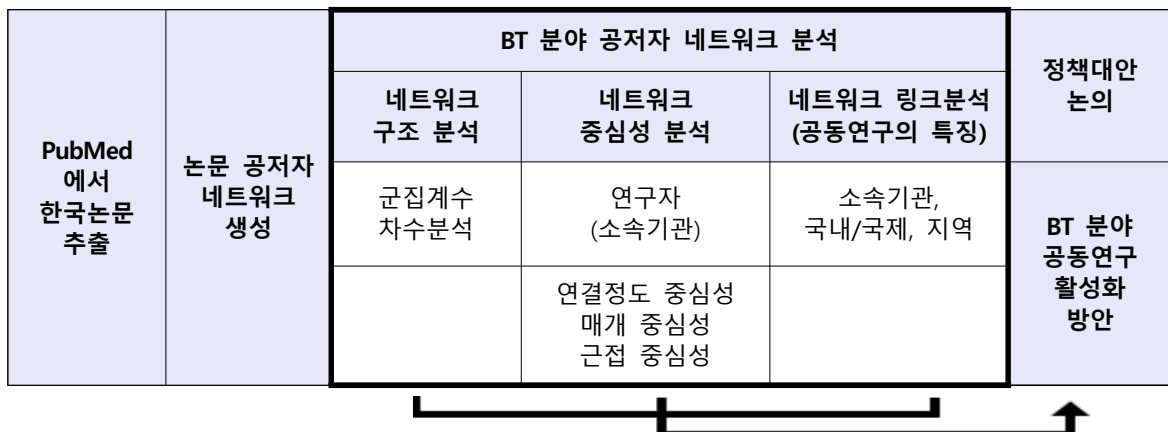 PubMed
에서
한국논문
추출
논문 공저자
네트워크
생성
BT 분야 공저자 네트워크 분석
네트워크
구조 분석
네트워크
중심성 분석
네트워크 링크분석
(공동연구의 특징)
군집계수
차수분석
연구자
(소속기관)
소속기관,
국내/국제, 지역
연결정도 중심성
매개 중심성
근접 중심성
정책대안
논의
BT 분야
공동연구
활성화
방안